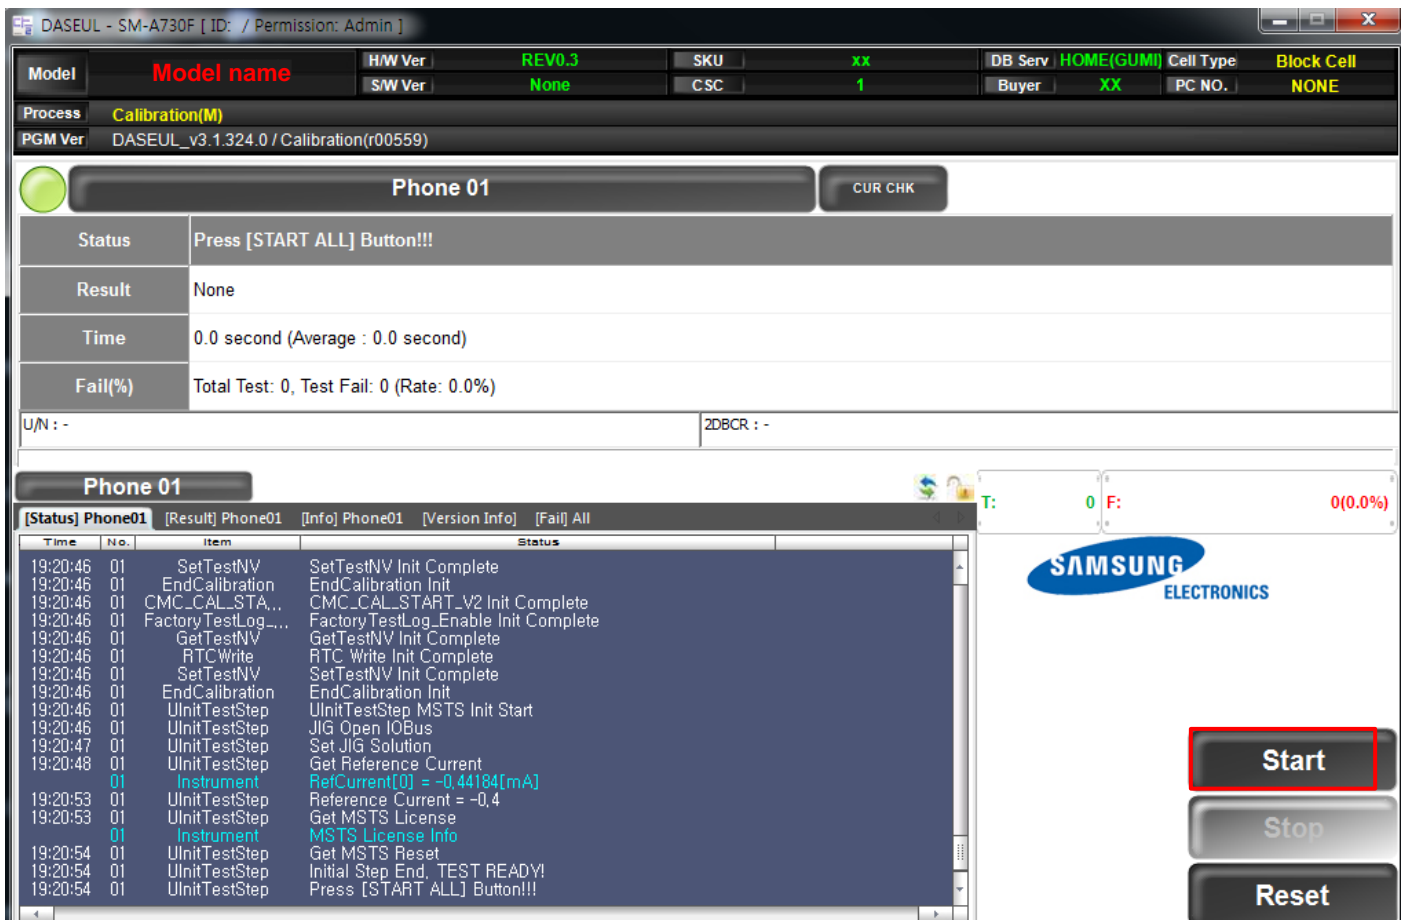 DASEUL - SM-A730F [ ID:  / Permission: Admin ]
Model Model name H/W Ver REV0.3 SKU xx DB Serv HOME(GUMI) Cell Type Block Cell
S/W Ver None CSC 1 Buyer XX PC NO. NONE
Process Calibration(M)
PGM Ver DASEUL_v3.1.324.0 / Calibration(r00559)
Phone 01 CUR CHK
Status Press [START ALL] Button!!!
Result None
Time 0.0 second (Average : 0.0 second)
Fail(%) Total Test: 0, Test Fail: 0 (Rate: 0.0%)
U/N : - 2DBCR : -
Phone 01
T: 0 F: 0(0.0%)
[Status] Phone01 [Result] Phone01 [Info] Phone01 [Version Info] [Fail] All
Time No. Item Status
19:20:46 01 SetTestNV SetTestNV Init Complete
19:20:46 01 EndCalibration EndCalibration Init
19:20:46 01 CMC_CAL_STA... CMC_CAL_START_V2 Init Complete
19:20:46 01 FactoryTestLog_... FactoryTestLog_Enable Init Complete
19:20:46 01 GetTestNV GetTestNV Init Complete
19:20:46 01 RTCWrite RTC Write Init Complete
19:20:46 01 SetTestNV SetTestNV Init Complete
19:20:46 01 EndCalibration EndCalibration Init
19:20:46 01 UInitTestStep UInitTestStep MSTS Init Start
19:20:46 01 UInitTestStep JIG Open IOBus
19:20:47 01 UInitTestStep Set JIG Solution
19:20:48 01 UInitTestStep Get Reference Current
01 Instrument RefCurrent[0] = -0,44184[mA]
19:20:53 01 UInitTestStep Reference Current = -0,4
19:20:53 01 UInitTestStep Get MSTS License
01 Instrument MSTS License Info
19:20:54 01 UInitTestStep Get MSTS Reset
19:20:54 01 UInitTestStep Initial Step End, TEST READY!
19:20:54 01 UInitTestStep Press [START ALL] Button!!!
SAMSUNG
ELECTRONICS
Start
Stop
Reset